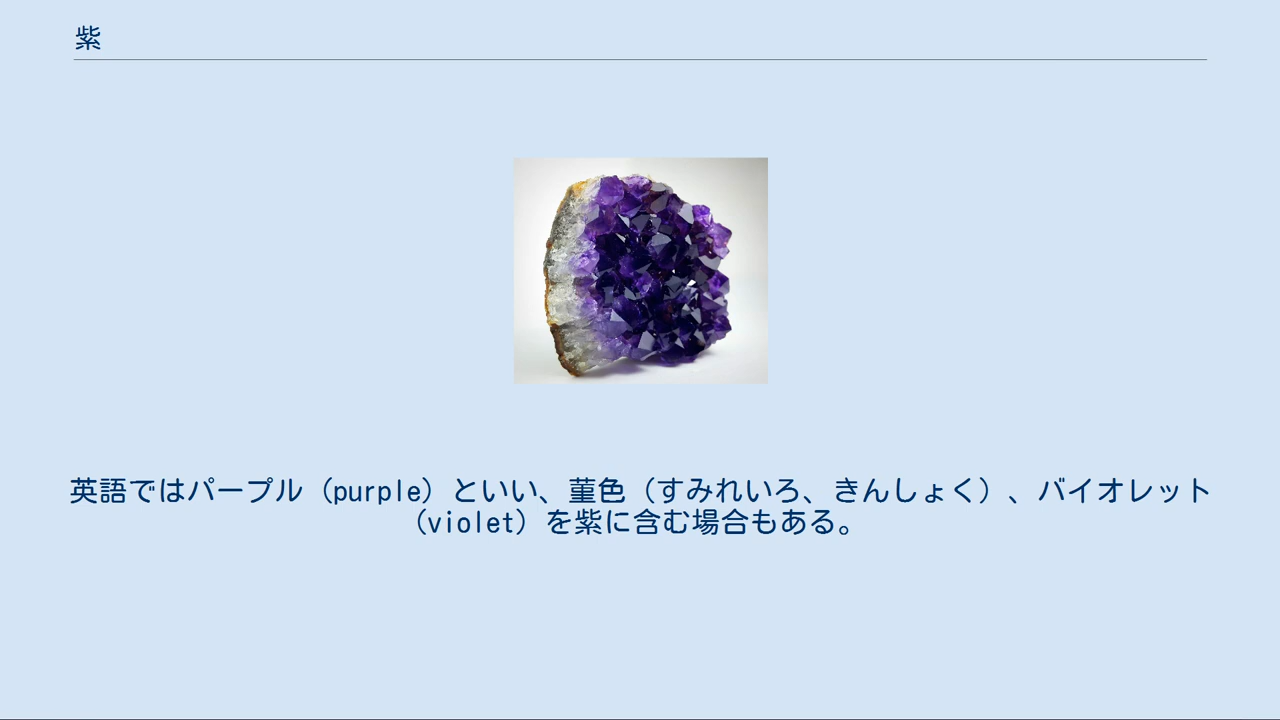 紫
英語ではパープル（purple）といい、菫色（すみれいろ、きんしょく）、バイオレット
（violet）を紫に含む場合もある。